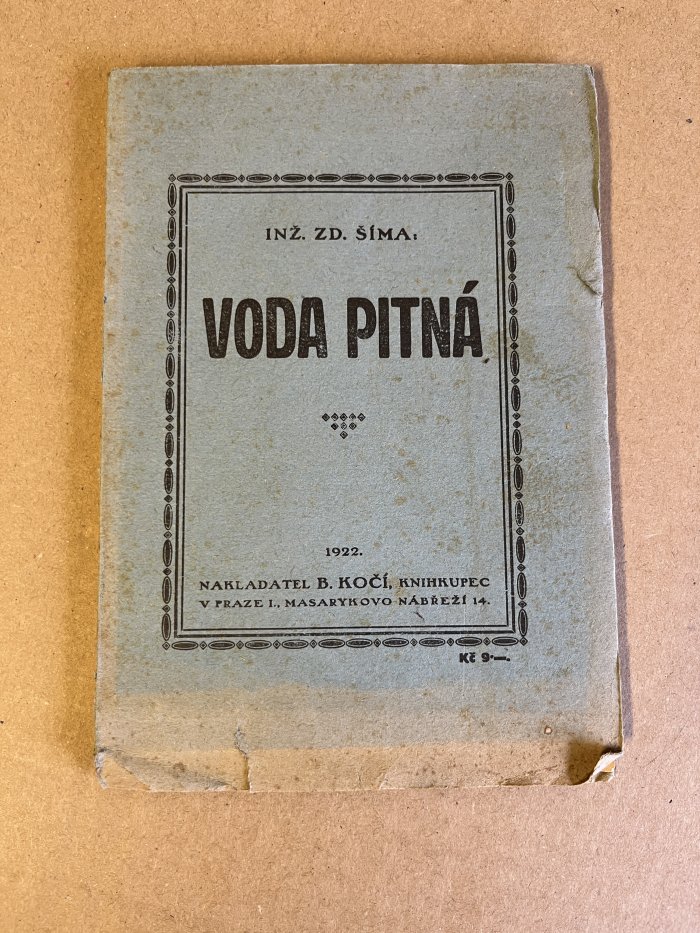 INŽ. ZD. ŠÍMA:
VODA PITNÁ
1922.
NAKLADATEL B. KOČÍ, KNIHKUPEC
V PRAZE I., MASARYKOVO NÁBŘEŽÍ 14.
Kč 9·—.